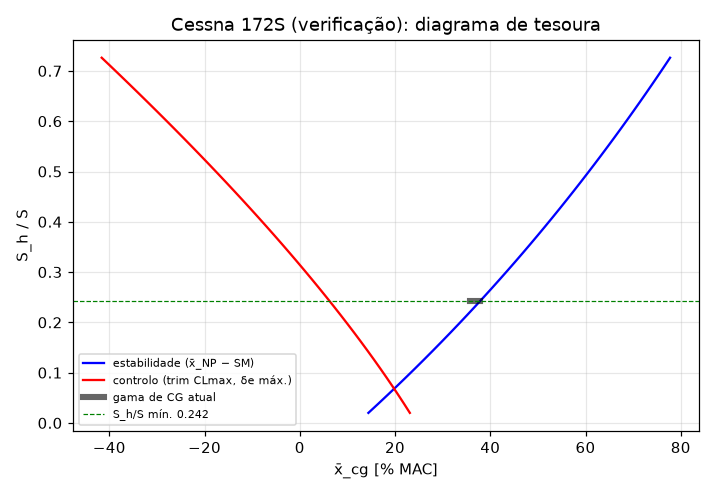 Cessna 172S (verificação): diagrama de tesoura
S_h / S
0.7
0.6
0.5
0.4
0.3
0.2
0.1
0.0
estabilidade (x̄_NP − SM)
controlo (trim CLmax, δe máx.)
gama de CG atual
S_h/S mín. 0.242
−40
−20
0
20
40
60
80
x̄_cg [% MAC]